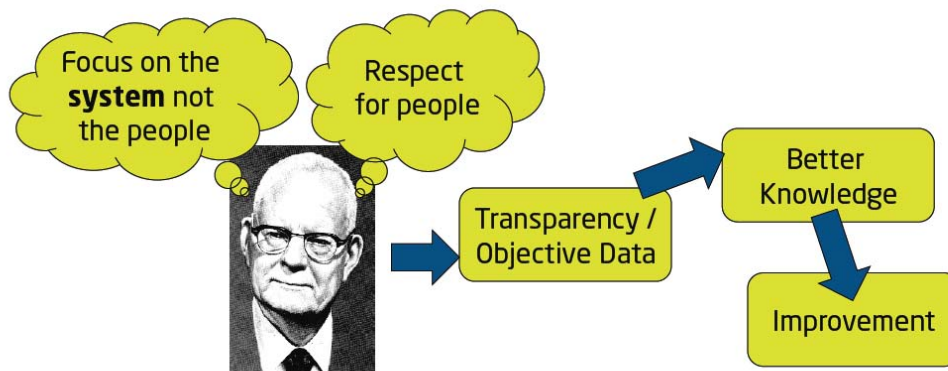 Focus on the
system not
the people
Respect
for people
Transparency /
Objective Data
Better
Knowledge
Improvement